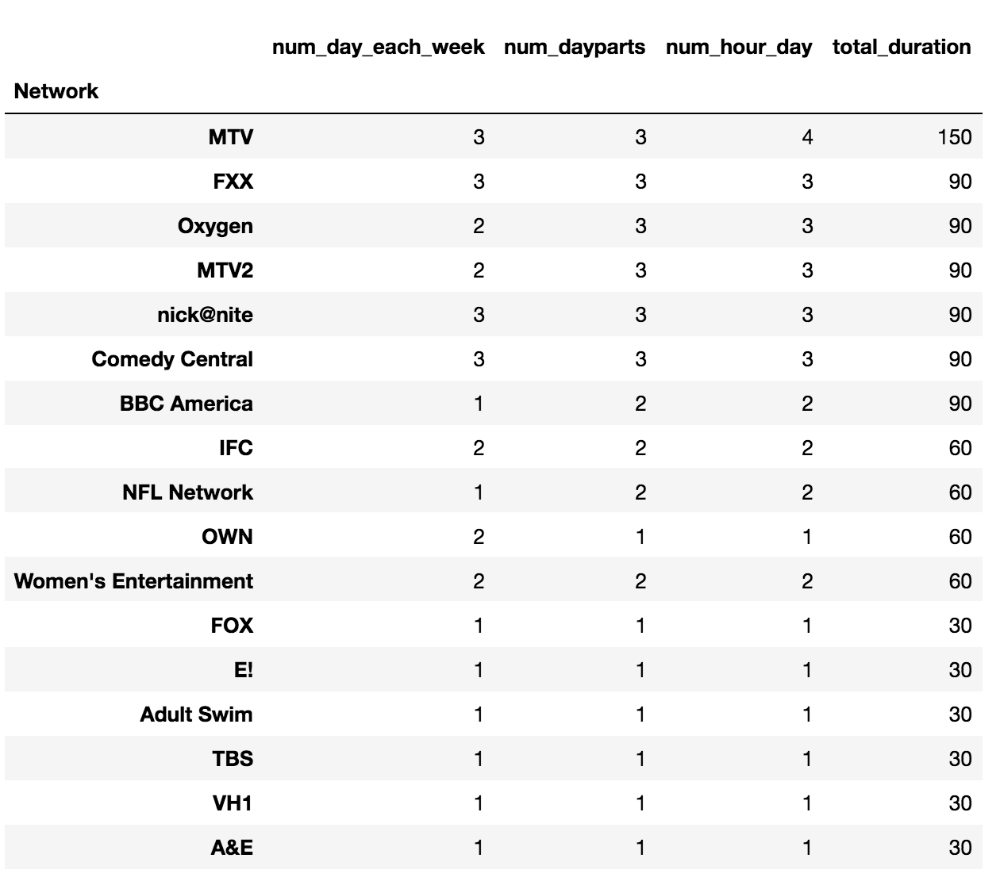 num_day_each_week num_dayparts num_hour_day total_duration
Network
MTV 3 3 4 150
FXX 3 3 3 90
Oxygen 2 3 3 90
MTV2 2 3 3 90
nick@nite 3 3 3 90
Comedy Central 3 3 3 90
BBC America 1 2 2 90
IFC 2 2 2 60
NFL Network 1 2 2 60
OWN 2 1 1 60
Women's Entertainment 2 2 2 60
FOX 1 1 1 30
E! 1 1 1 30
Adult Swim 1 1 1 30
TBS 1 1 1 30
VH1 1 1 1 30
A&E 1 1 1 30